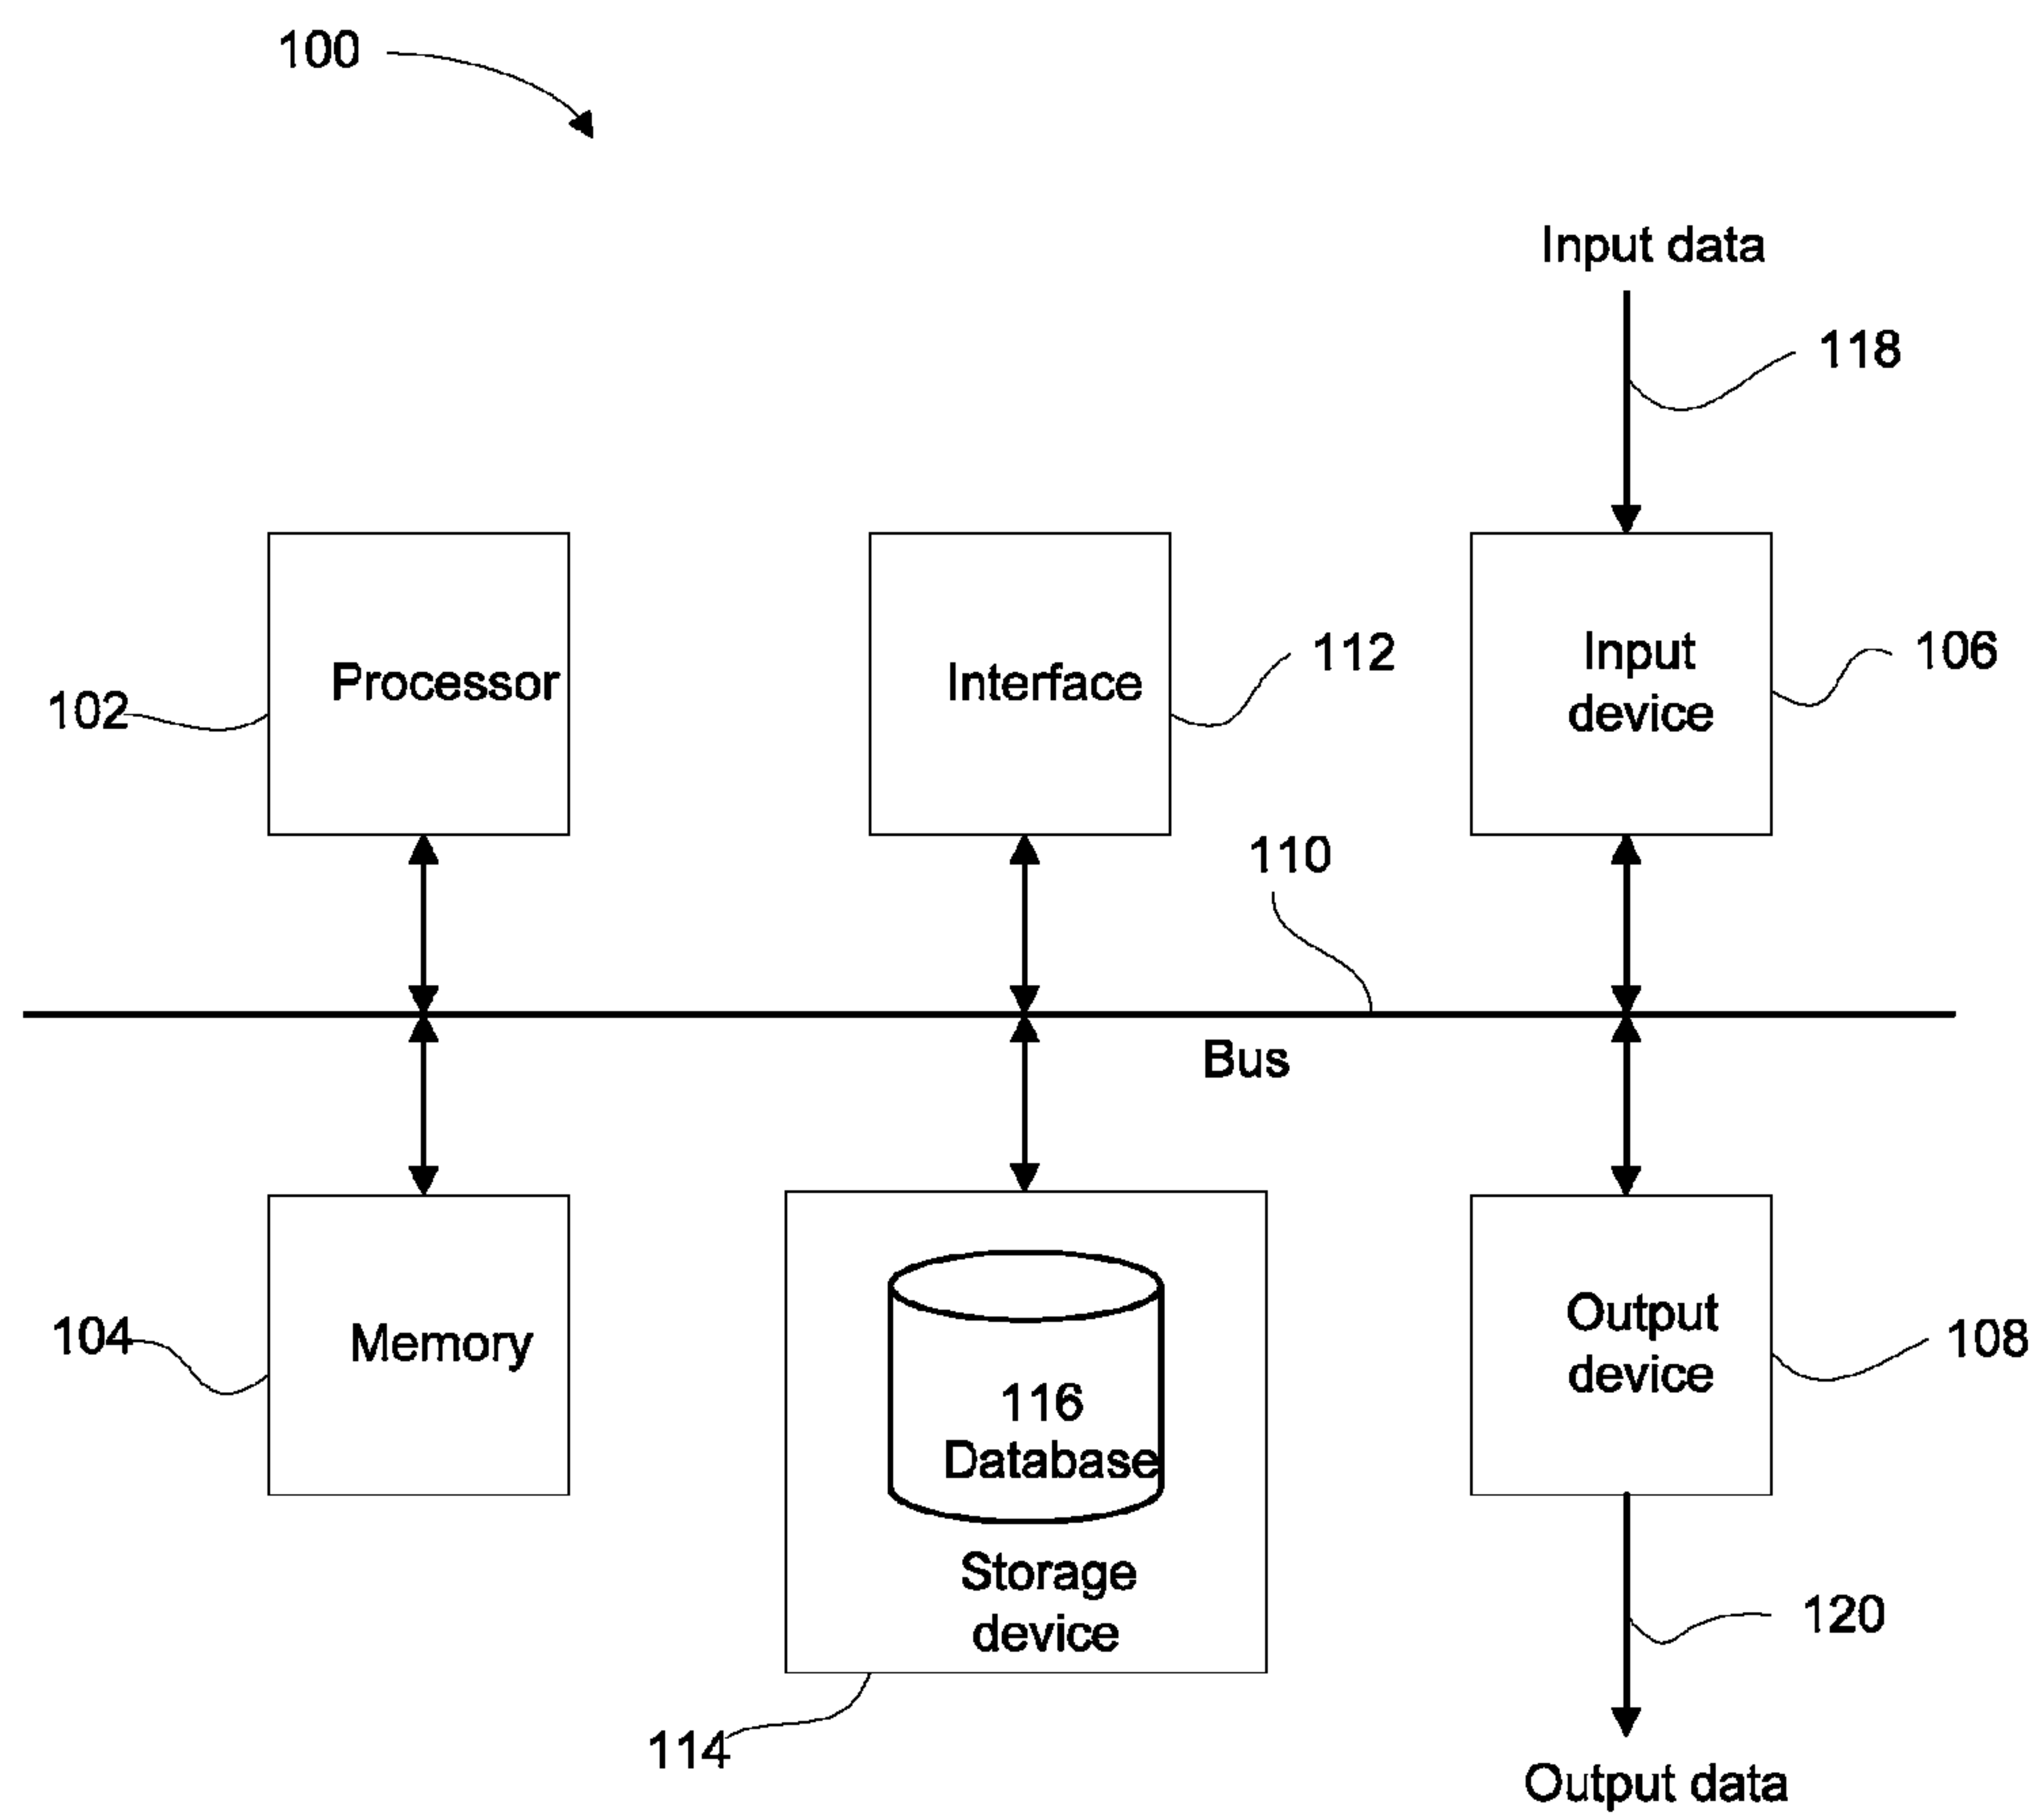 100
Input data
118
Processor
102
Interface
112
Input
device
106
110
Bus
Memory
104
116
Database
Storage
device
114
Output
device
108
120
Output data